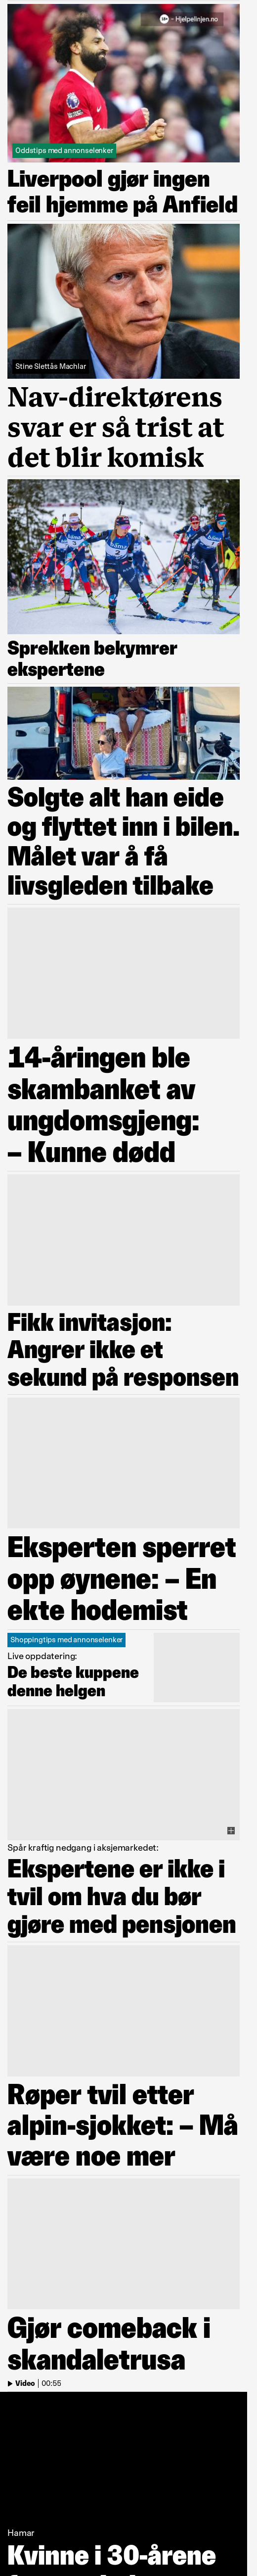 18+ - Hjelpelinjen.no
Oddstips med annonselenker
Liverpool gjør ingen
feil hjemme på Anfield
Stine Slettås Machlar
Nav-direktørens
svar er så trist at
det blir komisk
Sprekken bekymrer
ekspertene
Solgte alt han eide
og flyttet inn i bilen.
Målet var å få
livsgleden tilbake
14-åringen ble
skambanket av
ungdomsgjeng:
– Kunne dødd
Fikk invitasjon:
Angrer ikke et
sekund på responsen
Eksperten sperret
opp øynene: – En
ekte hodemist
Shoppingtips med annonselenker
Live oppdatering:
De beste kuppene
denne helgen
Spår kraftig nedgang i aksjemarkedet:
Ekspertene er ikke i
tvil om hva du bør
gjøre med pensjonen
Røper tvil etter
alpin-sjokket: – Må
være noe mer
Gjør comeback i
skandaletrusa
Video | 00:55
Hamar
Kvinne i 30-årene